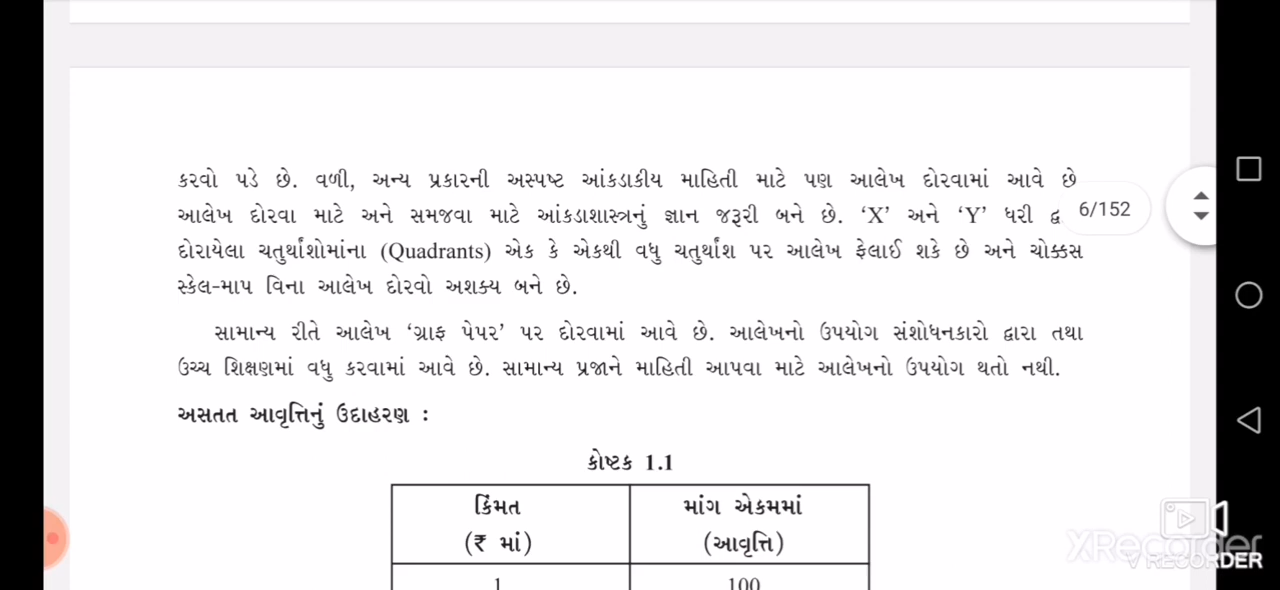 કરવો પડે છે. વળી, અન્ય પ્રકારની અસ્પષ્ટ આંકડાકીય માહિતી માટે પણ આલેખ દોરવામાં આવે છે
આલેખ દોરવા માટે અને સમજવા માટે આંકડાશાસ્ત્રનું જ્ઞાન જરૂરી બને છે. ‘X’ અને ‘Y’ ધરી
6/152
દોરાયેલા ચતુર્થાંશોમાંના (Quadrants) એક કે એકથી વધુ ચતુર્થાંશ પર આલેખ ફેલાઈ શકે છે અને ચોક્કસ
સ્કેલ-માપ વિના આલેખ દોરવો અશક્ય બને છે.
સામાન્ય રીતે આલેખ ‘ગ્રાફ પેપર’ પર દોરવામાં આવે છે. આલેખનો ઉપયોગ સંશોધનકારો દ્વારા તથા
ઉચ્ચ શિક્ષણમાં વધુ કરવામાં આવે છે. સામાન્ય પ્રજાને માહિતી આપવા માટે આલેખનો ઉપયોગ થતો નથી.
અસતત આવૃત્તિનું ઉદાહરણ :
કોષ્ટક 1.1
કિંમત માંગ એકમમાં
(₹ માં) (આવૃત્તિ)
1 100
XRecorder
V RECORDER